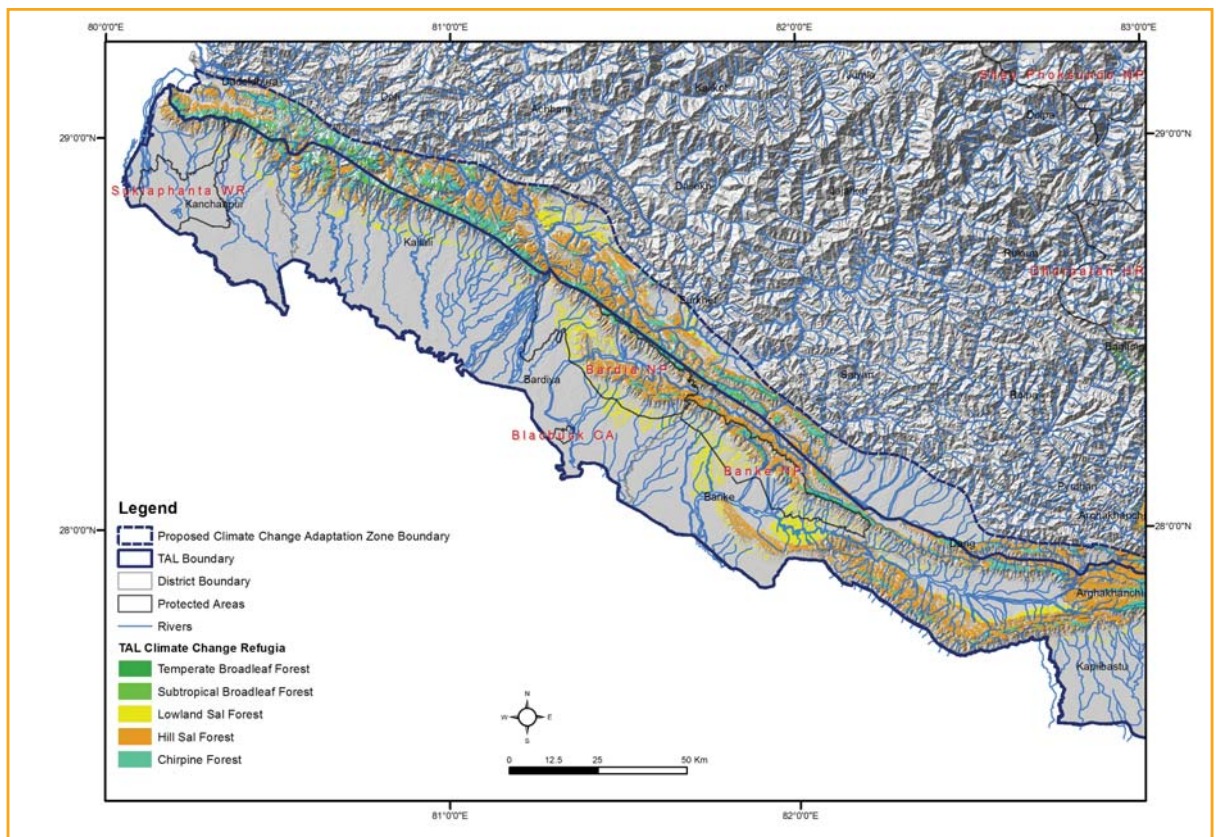 80°0'0"E 81°0'0"E 82°0'0"E 83°0'0"E
Dadeldhura
Doti
Achham
Kalikot
Jumla
Shey Phoksundo NP
Dolpa
29°0'0"N 29°0'0"N
Suklaphanta WR
Kanchanpur
Dailekh
Jajarkot
Kailali
Rukum
Dhorpatan HR
Surkhet
Baglung
Bardia NP
Bardiya
Salyan
Rolpa
Blacbuck CA
Banke NP
Banke
Pyuthan
Arghakhanchi
28°0'0"N 28°0'0"N
Dang
Arghakhanchi
Kapilbastu
Legend
Proposed Climate Change Adaptation Zone Boundary
TAL Boundary
District Boundary
Protected Areas
Rivers
TAL Climate Change Refugia
Temperate Broadleaf Forest
Subtropical Broadleaf Forest
Lowland Sal Forest
Hill Sal Forest
Chirpine Forest
N
W E
S
0 12.5 25 50 Km
81°0'0"E 82°0'0"E